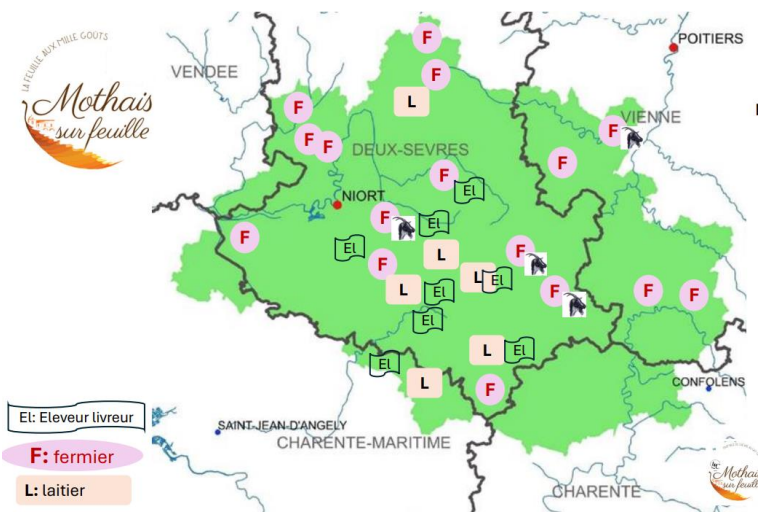 LA FEUILLE AUX MILLE GOÛTS
Mothais
sur feuille
F
POITIERS
VENDEE
F
L
F
VIENNE
F
F
F
DEUX-SEVRES
F
F
El
NIORT
F
El
F
El
L
F
F
L
El
L
El
F
F
F
El
L
El
El
L
F
CONFOLENS
El: Eleveur livreur
SAINT-JEAN-D'ANGELY
CHARENTE-MARITIME
F: fermier
L: laitier
CHARENTE
Mothais
sur feuille